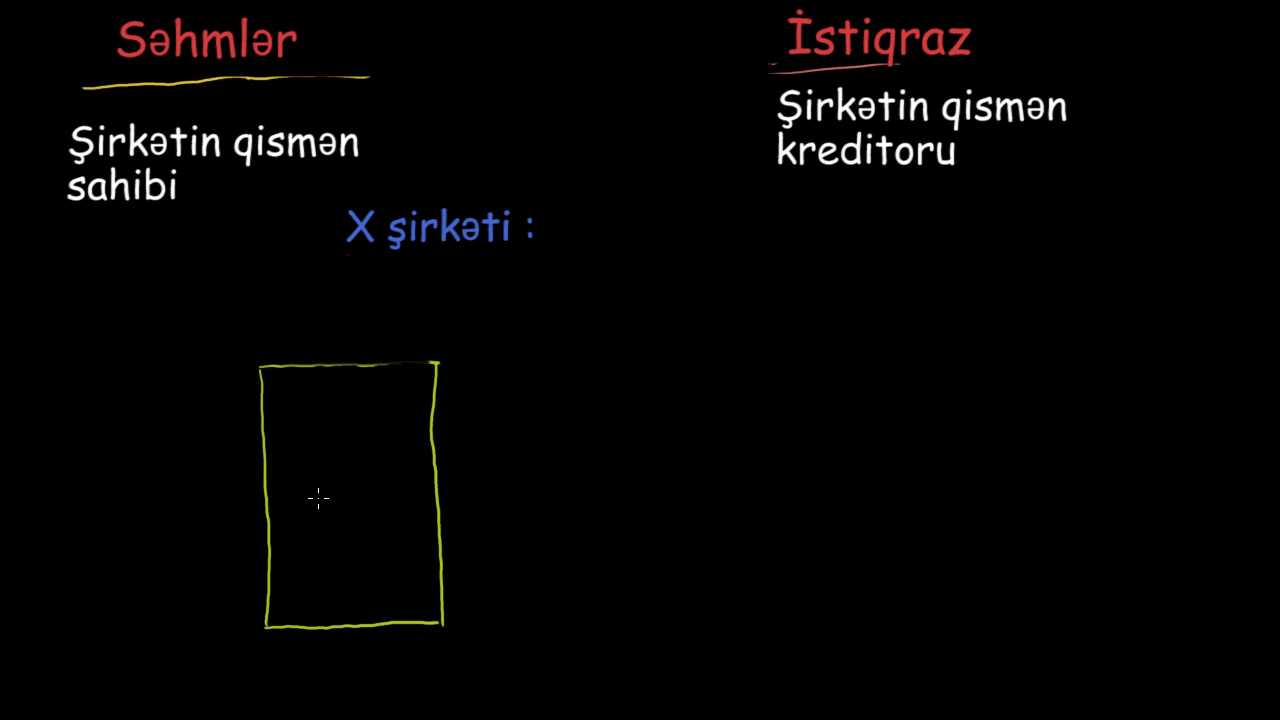 Səhmlər
Şirkətin qismən
sahibi
X şirkəti :
İstiqraz
Şirkətin qismən
kreditoru